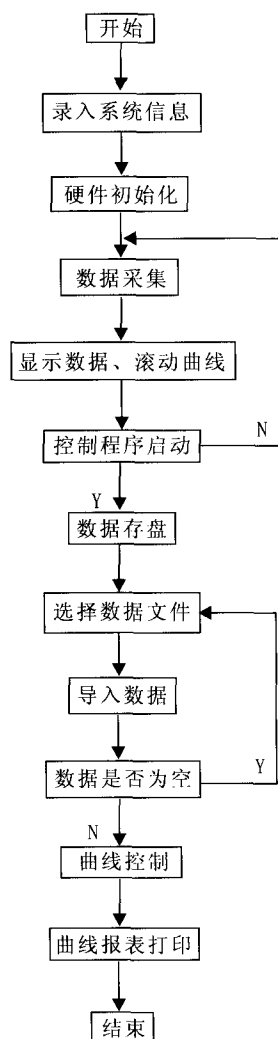 开始
录入系统信息
硬件初始化
数据采集
显示数据、滚动曲线
控制程序启动
N
Y
数据存盘
选择数据文件
导入数据
数据是否为空
Y
N
曲线控制
曲线报表打印
结束